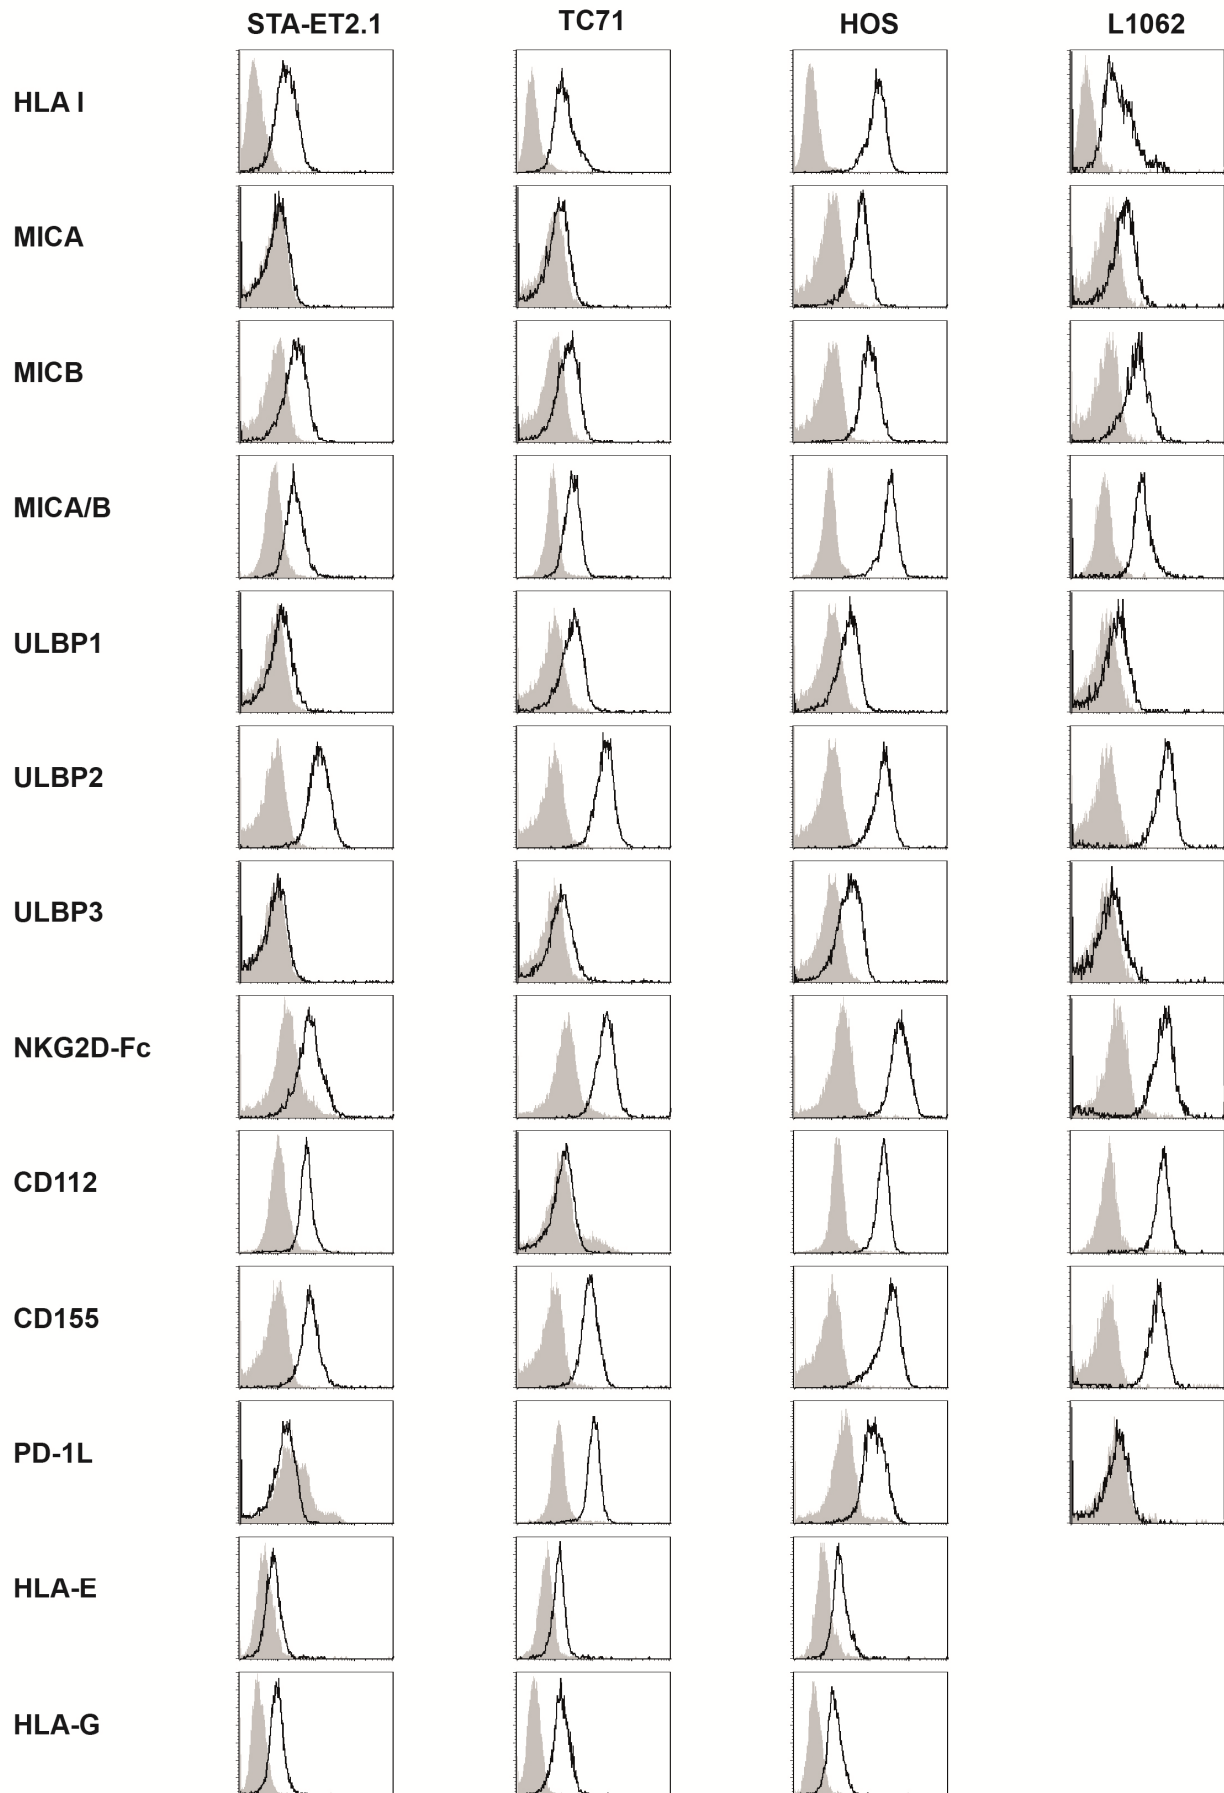 STA-ET2.1 TC71 HOS L1062
HLA I
MICA
MICB
MICA/B
ULBP1
ULBP2
ULBP3
NKG2D-Fc
CD112
CD155
PD-1L
HLA-E
HLA-G